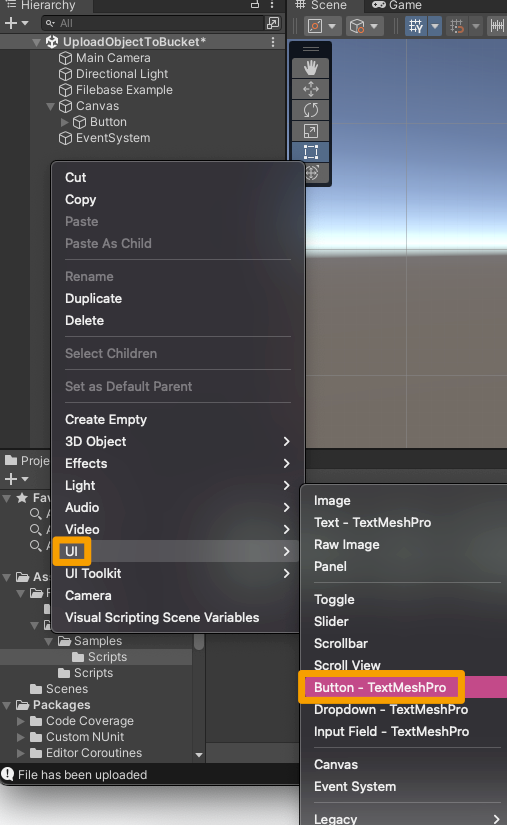 Hierarchy
Scene
Game
All
UploadObjectToBucket*
Main Camera
Directional Light
Filebase Example
Canvas
Button
EventSystem
Cut
Copy
Paste
Paste As Child
Rename
Duplicate
Delete
Select Children
Set as Default Parent
Create Empty
3D Object
Effects
Light
Audio
Video
UI
UI Toolkit
Camera
Visual Scripting Scene Variables
Proje
Fav
A
A
A
Ass
F
Samples
Scripts
Scripts
Scenes
Packages
Code Coverage
Custom NUnit
Editor Coroutines
File has been uploaded
Image
Text - TextMeshPro
Raw Image
Panel
Toggle
Slider
Scrollbar
Scroll View
Button - TextMeshPro
Dropdown - TextMeshPro
Input Field - TextMeshPro
Canvas
Event System
Legacy